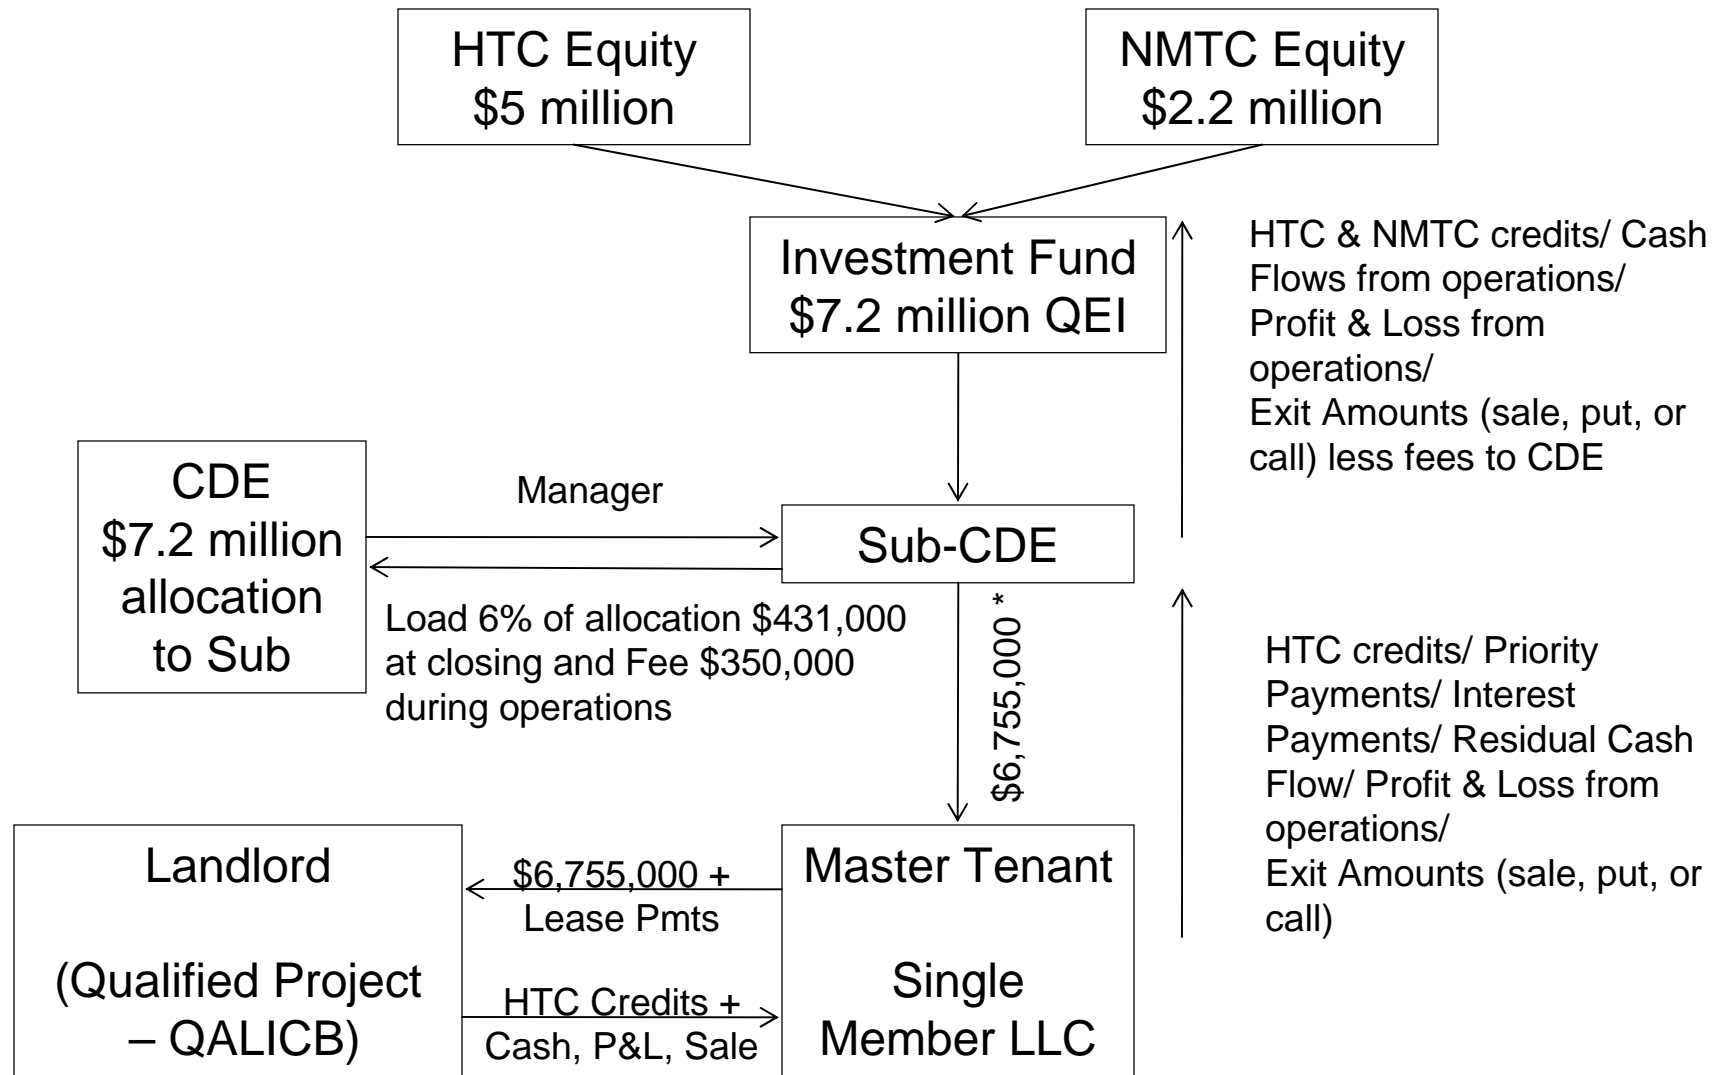 HTC Equity
$5 million
NMTC Equity
$2.2 million
Investment Fund
$7.2 million QEI
HTC & NMTC credits/ Cash
Flows from operations/
Profit & Loss from
operations/
Exit Amounts (sale, put, or
call) less fees to CDE
CDE
$7.2 million
allocation
to Sub
Manager
Sub-CDE
Load 6% of allocation $431,000
at closing and Fee $350,000
during operations
$6,755,000 *
HTC credits/ Priority
Payments/ Interest
Payments/ Residual Cash
Flow/ Profit & Loss from
operations/
Exit Amounts (sale, put, or
call)
Landlord
(Qualified Project
– QALICB)
$6,755,000 +
Lease Pmts
HTC Credits +
Cash, P&L, Sale
Master Tenant
Single
Member LLC